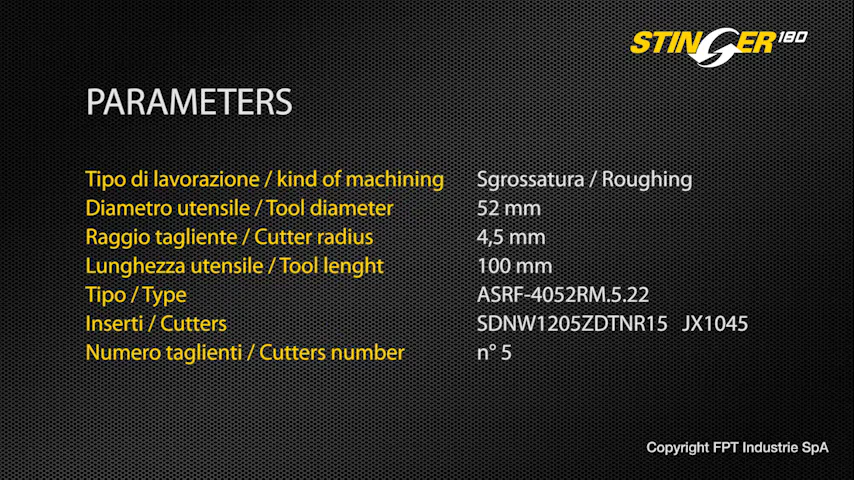 STINGER 180
PARAMETERS
Tipo di lavorazione / kind of machining Sgrossatura / Roughing
Diametro utensile / Tool diameter 52 mm
Raggio tagliente / Cutter radius 4,5 mm
Lunghezza utensile / Tool lenght 100 mm
Tipo / Type ASRF-4052RM.5.22
Inserti / Cutters SDNW1205ZDTNR15 JX1045
Numero taglienti / Cutters number n° 5
Copyright FPT Industrie SpA